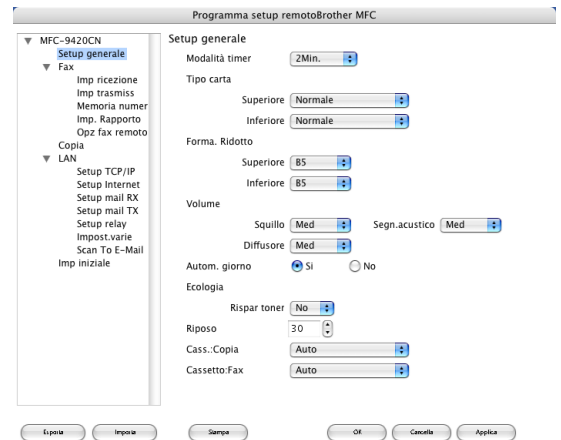 Programma setup remotoBrother MFC
MFC-9420CN
Setup generale
Fax
Imp ricezione
Imp trasmiss
Memoria numer
Imp. Rapporto
Opz fax remoto
Copia
LAN
Setup TCP/IP
Setup Internet
Setup mail RX
Setup mail TX
Setup relay
Impost.varie
Scan To E-Mail
Imp iniziale
Setup generale
Modalità timer 2Min.
Tipo carta
Superiore Normale
Inferiore Normale
Forma. Ridotto
Superiore B5
Inferiore B5
Volume
Squillo Med Segn.acustico Med
Diffusore Med
Autom. giorno Si No
Ecologia
Rispar toner No
Riposo 30
Cass.:Copia Auto
Cassetto:Fax Auto
Esporta Importa Stampa OK Cancella Applica